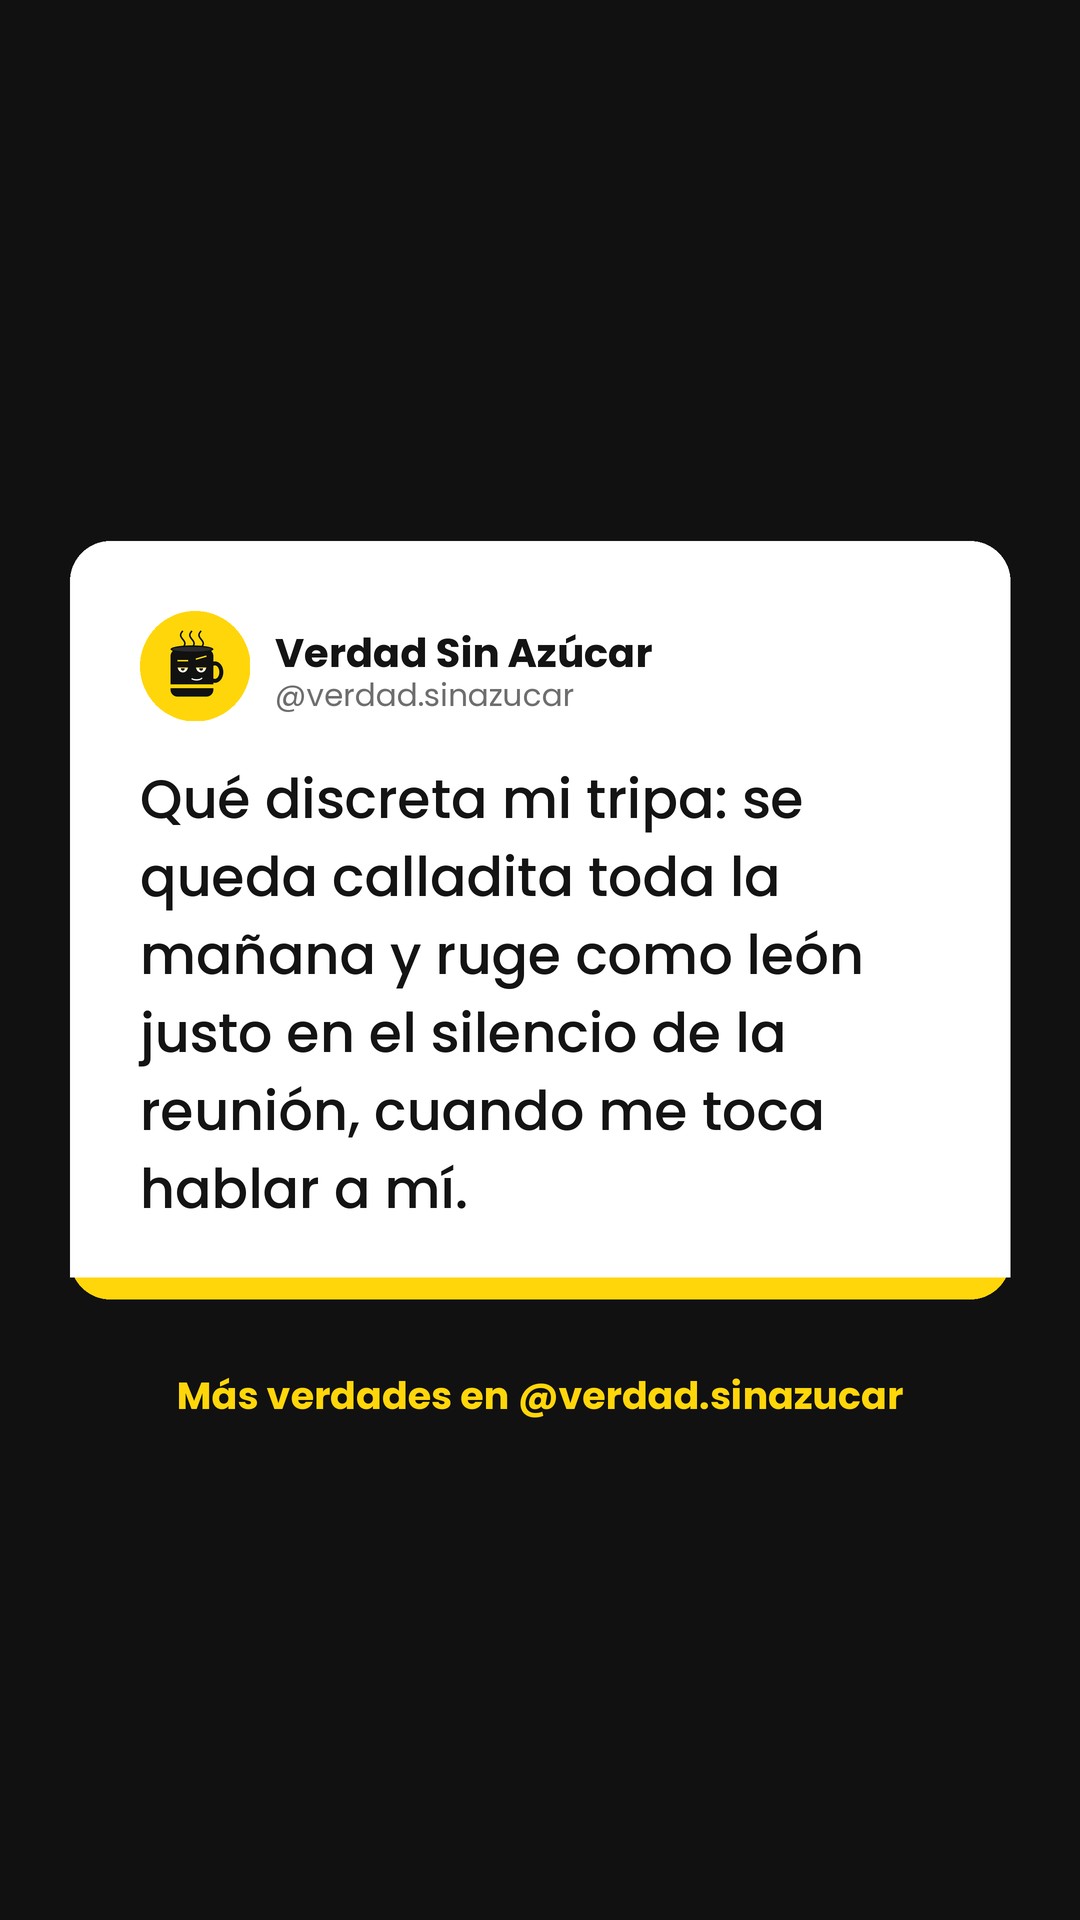 Verdad Sin Azúcar
@verdad.sinazucar
Qué discreta mi tripa: se
queda calladita toda la
mañana y ruge como león
justo en el silencio de la
reunión, cuando me toca
hablar a mí.
Más verdades en @verdad.sinazucar